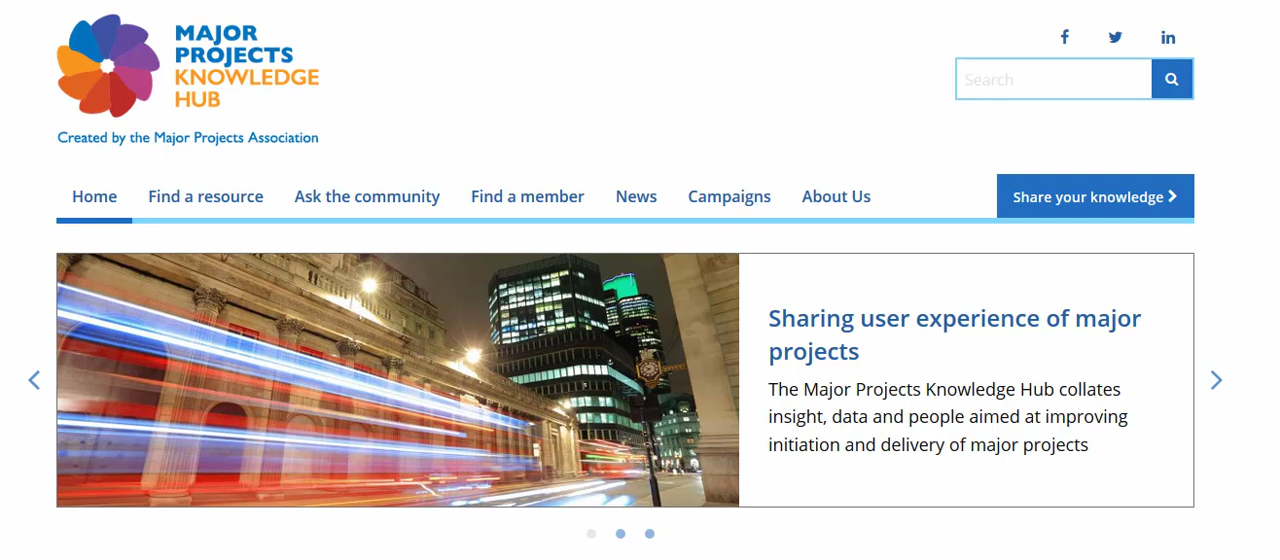 MAJOR
PROJECTS
KNOWLEDGE
HUB
Created by the Major Projects Association
Search
Home
Find a resource
Ask the community
Find a member
News
Campaigns
About Us
Share your knowledge
Sharing user experience of major
projects
The Major Projects Knowledge Hub collates
insight, data and people aimed at improving
initiation and delivery of major projects